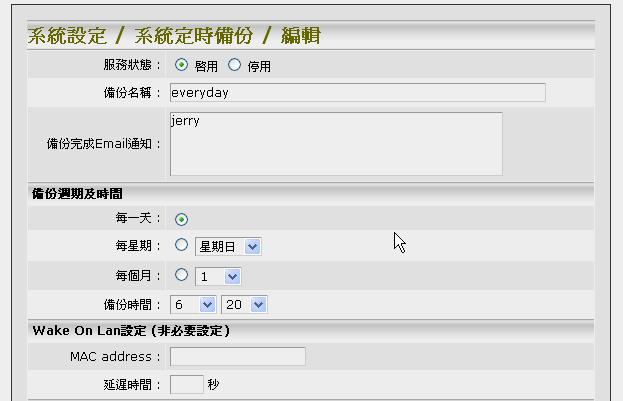 系統設定 / 系統定時備份 / 編輯
服務狀態： 啓用 停用
備份名稱： everyday
備份完成Email通知： jerry
備份週期及時間
每一天：
每星期： 星期日
每個月： 1
備份時間： 6 20
Wake On Lan設定 (非必要設定)
MAC address：
延遲時間： 秒